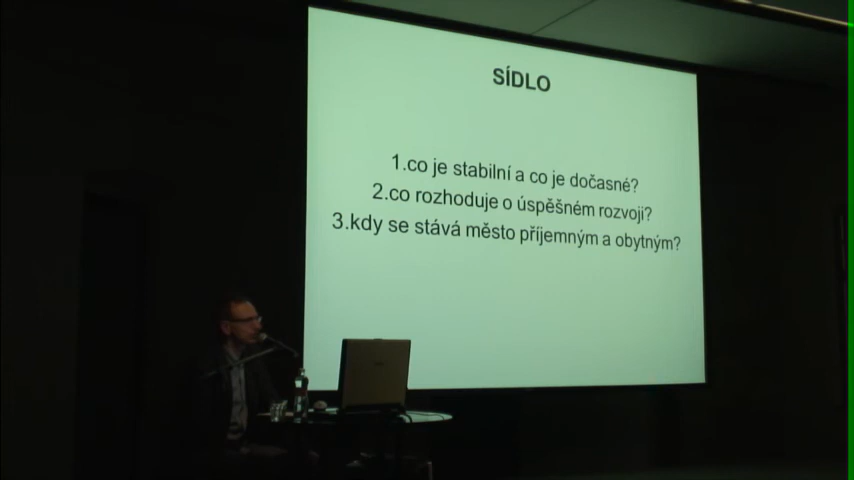 SÍDLO
1.co je stabilní a co je dočasné?
2.co rozhoduje o úspěšném rozvoji?
3.kdy se stává město příjemným a obytným?